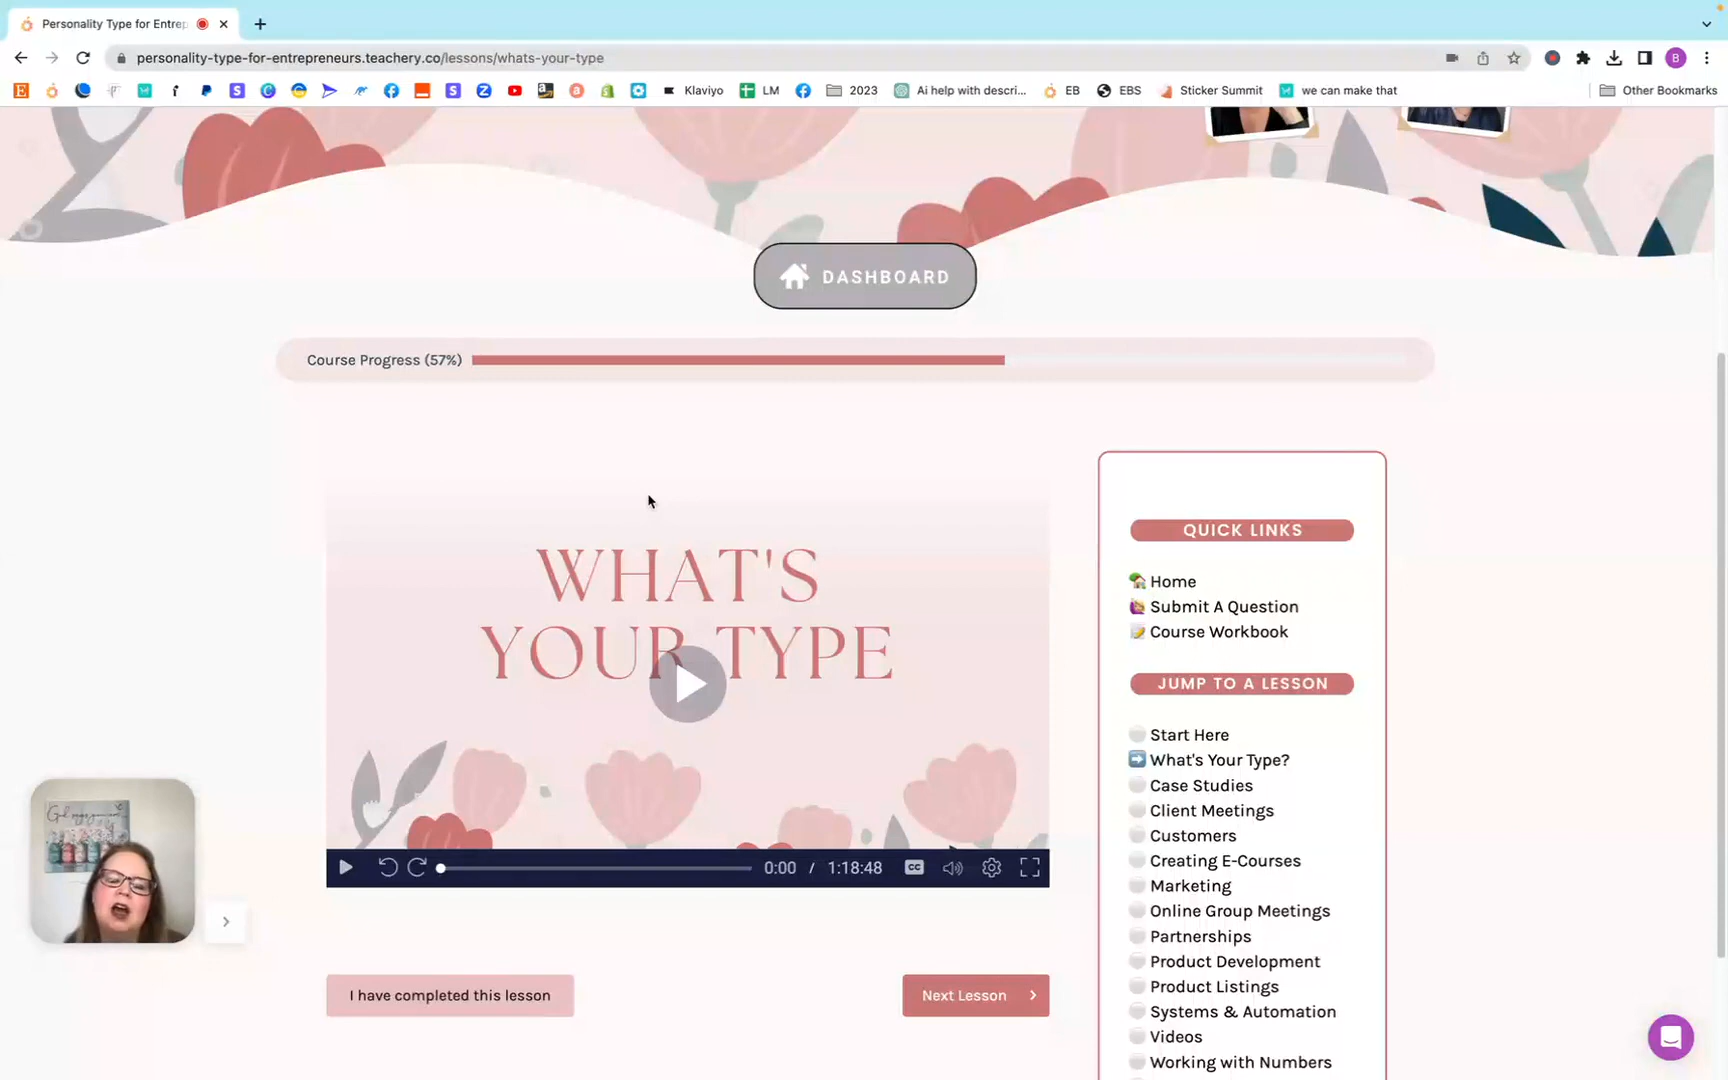 Personality Type for Entrep
personality-type-for-entrepreneurs.teachery.co/lessons/whats-your-type
B
Klaviyo
LM
2023
Ai help with descri...
EB
EBS
Sticker Summit
we can make that
Other Bookmarks
DASHBOARD
Course Progress (57%)
WHAT'S
YOUR TYPE
0:00 / 1:18:48
CC
I have completed this lesson
Next Lesson
QUICK LINKS
Home
Submit A Question
Course Workbook
JUMP TO A LESSON
Start Here
What's Your Type?
Case Studies
Client Meetings
Customers
Creating E-Courses
Marketing
Online Group Meetings
Partnerships
Product Development
Product Listings
Systems & Automation
Videos
Working with Numbers